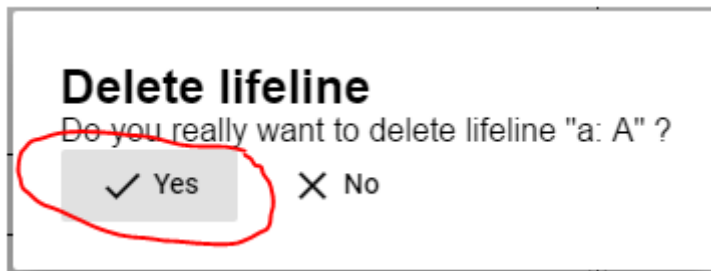 Delete lifeline
Do you really want to delete lifeline "a: A" ?
Yes No